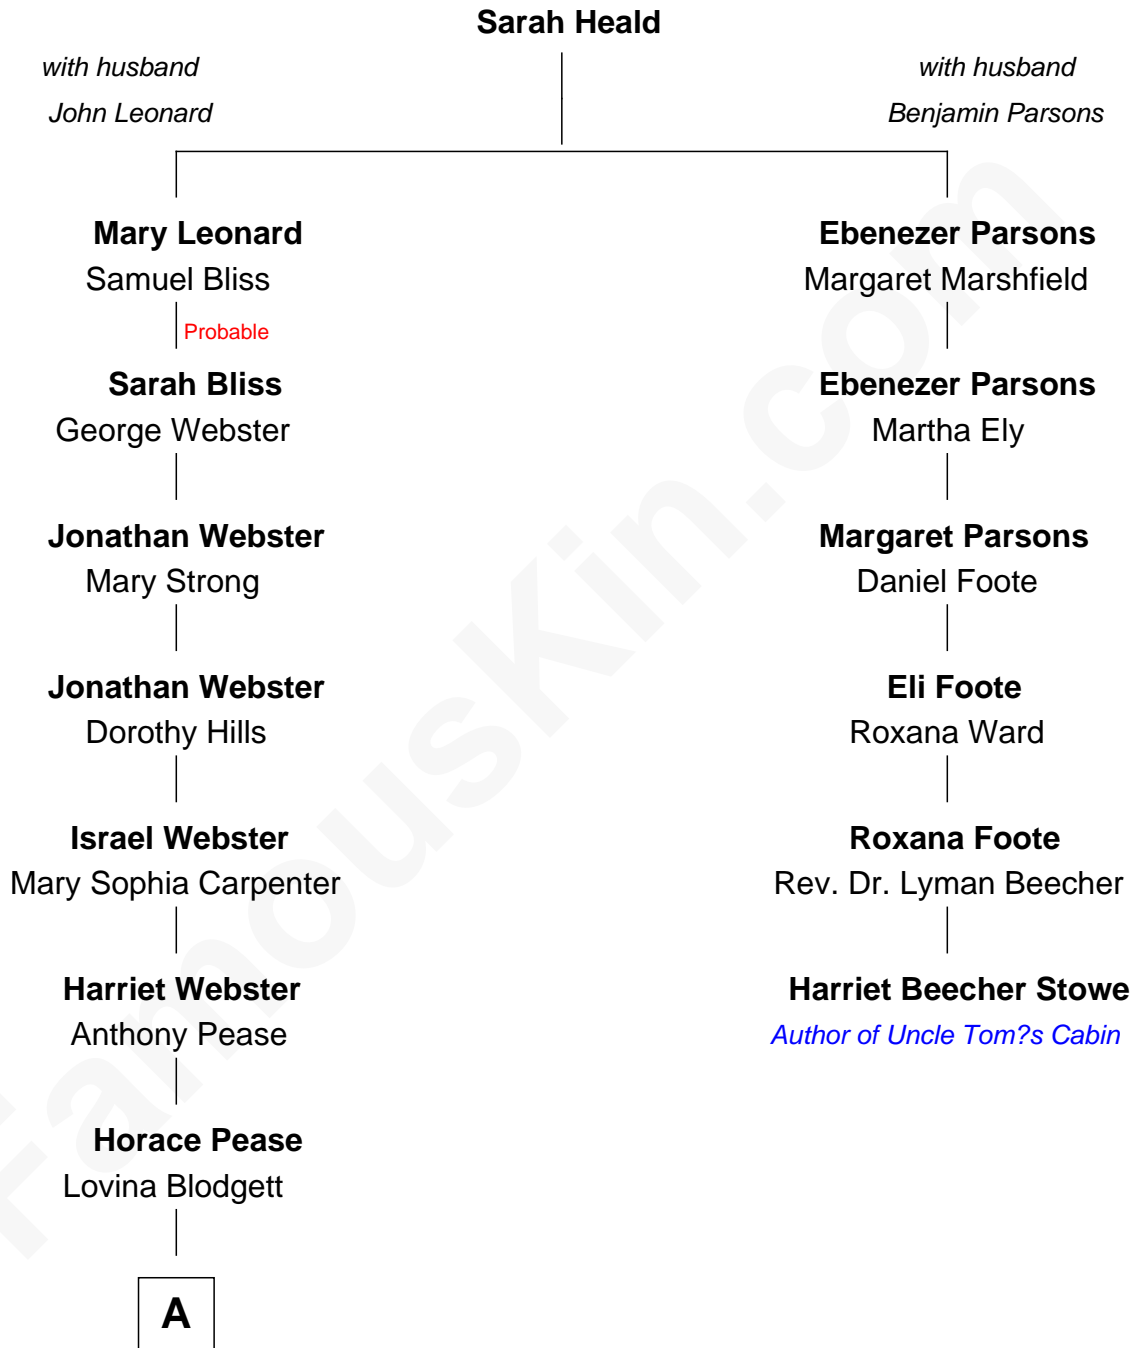 Sarah Heald
with husband
John Leonard
with husband
Benjamin Parsons
Mary Leonard
Samuel Bliss
Probable
Sarah Bliss
George Webster
Jonathan Webster
Mary Strong
Jonathan Webster
Dorothy Hills
Israel Webster
Mary Sophia Carpenter
Harriet Webster
Anthony Pease
Horace Pease
Lovina Blodgett
A
Ebenezer Parsons
Margaret Marshfield
Ebenezer Parsons
Martha Ely
Margaret Parsons
Daniel Foote
Eli Foote
Roxana Ward
Roxana Foote
Rev. Dr. Lyman Beecher
Harriet Beecher Stowe
Author of Uncle Tom?s Cabin
FamousKin.com